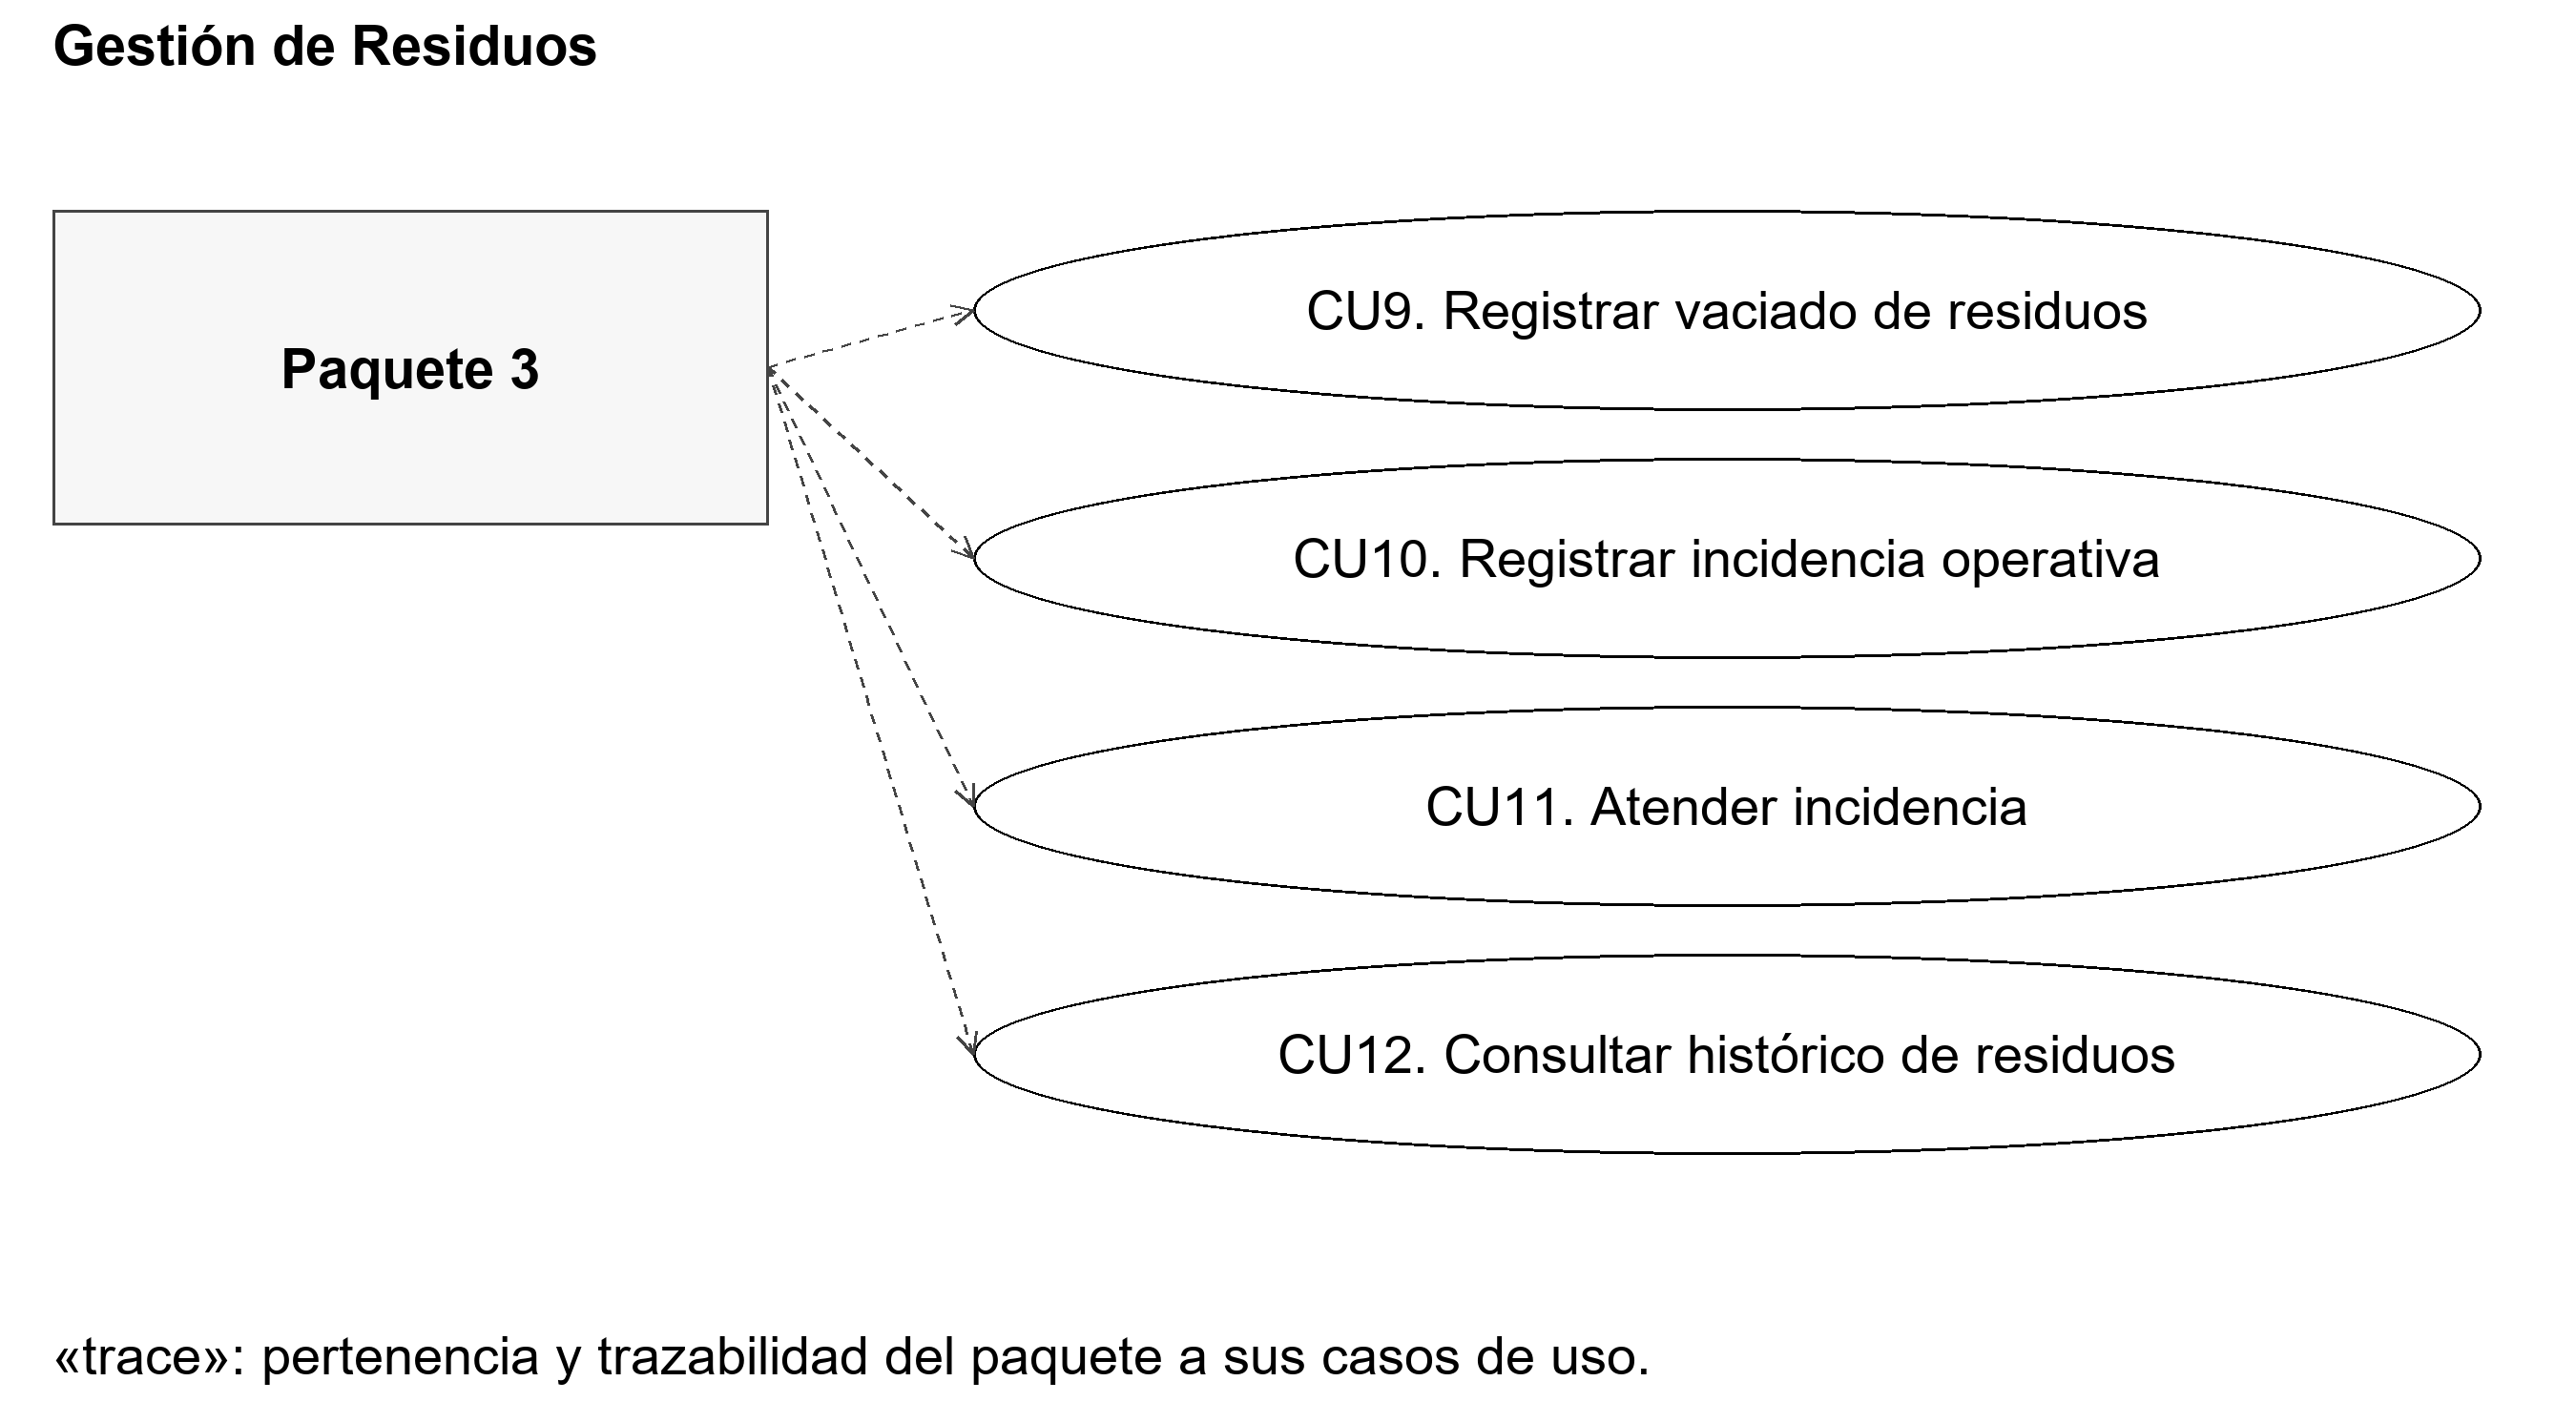 Gestión de Residuos
Paquete 3
CU9. Registrar vaciado de residuos
CU10. Registrar incidencia operativa
CU11. Atender incidencia
CU12. Consultar histórico de residuos
«trace»: pertenencia y trazabilidad del paquete a sus casos de uso.